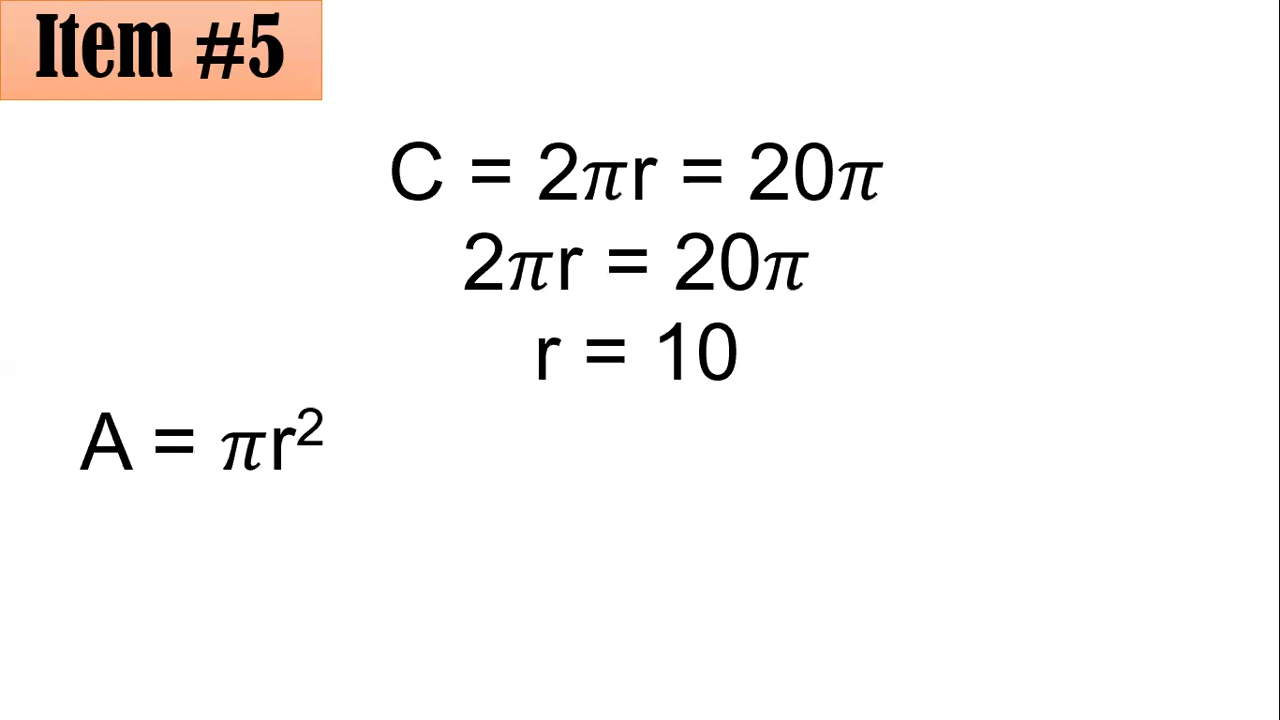 Item #5
C = 2πr = 20π
2πr = 20π
r = 10
A = πr²